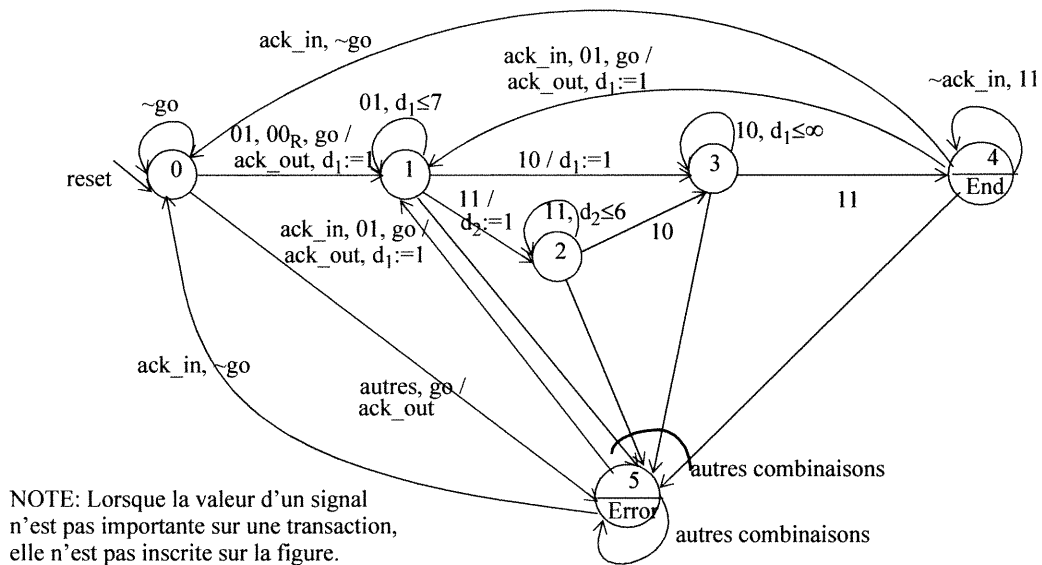 ack_in, ~go
ack_in, 01, go /
ack_out, d1:=1
~ack_in, 11
~go
01, d1≤7
01, 00R, go /
ack_out, d1:=1
10, d1≤∞
reset
0
1
10 / d1:=1
3
4
End
11
11 /
d2:=1
11, d2≤6
2
10
ack_in, 01, go /
ack_out, d1:=1
ack_in, ~go
autres, go /
ack_out
autres combinaisons
5
Error
autres combinaisons
NOTE: Lorsque la valeur d'un signal
n'est pas importante sur une transaction,
elle n'est pas inscrite sur la figure.